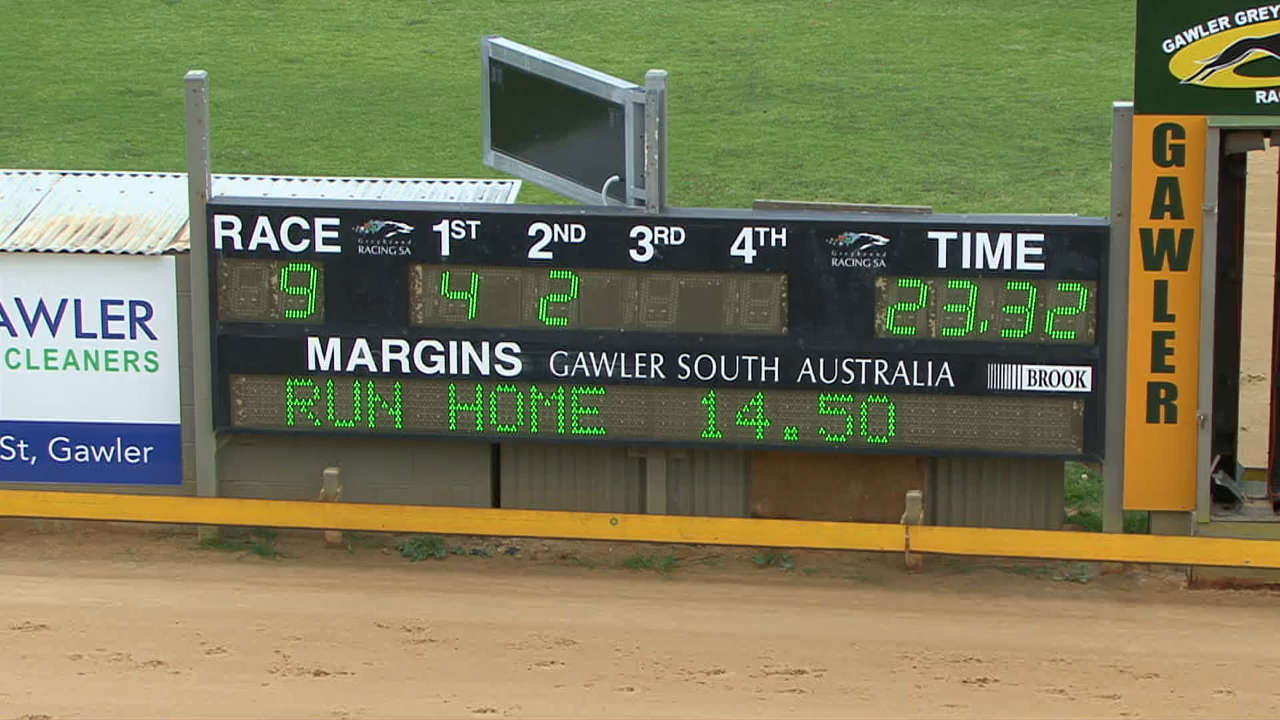 GAWLER GREY
RAC
GAWLER
RACE 1ST 2ND 3RD 4TH TIME
Greyhound
RACING SA
Greyhound
RACING SA
9 4 2 23.32
MARGINS GAWLER SOUTH AUSTRALIA BROOK
RUN HOME 14.50
AWLER
CLEANERS
St, Gawler